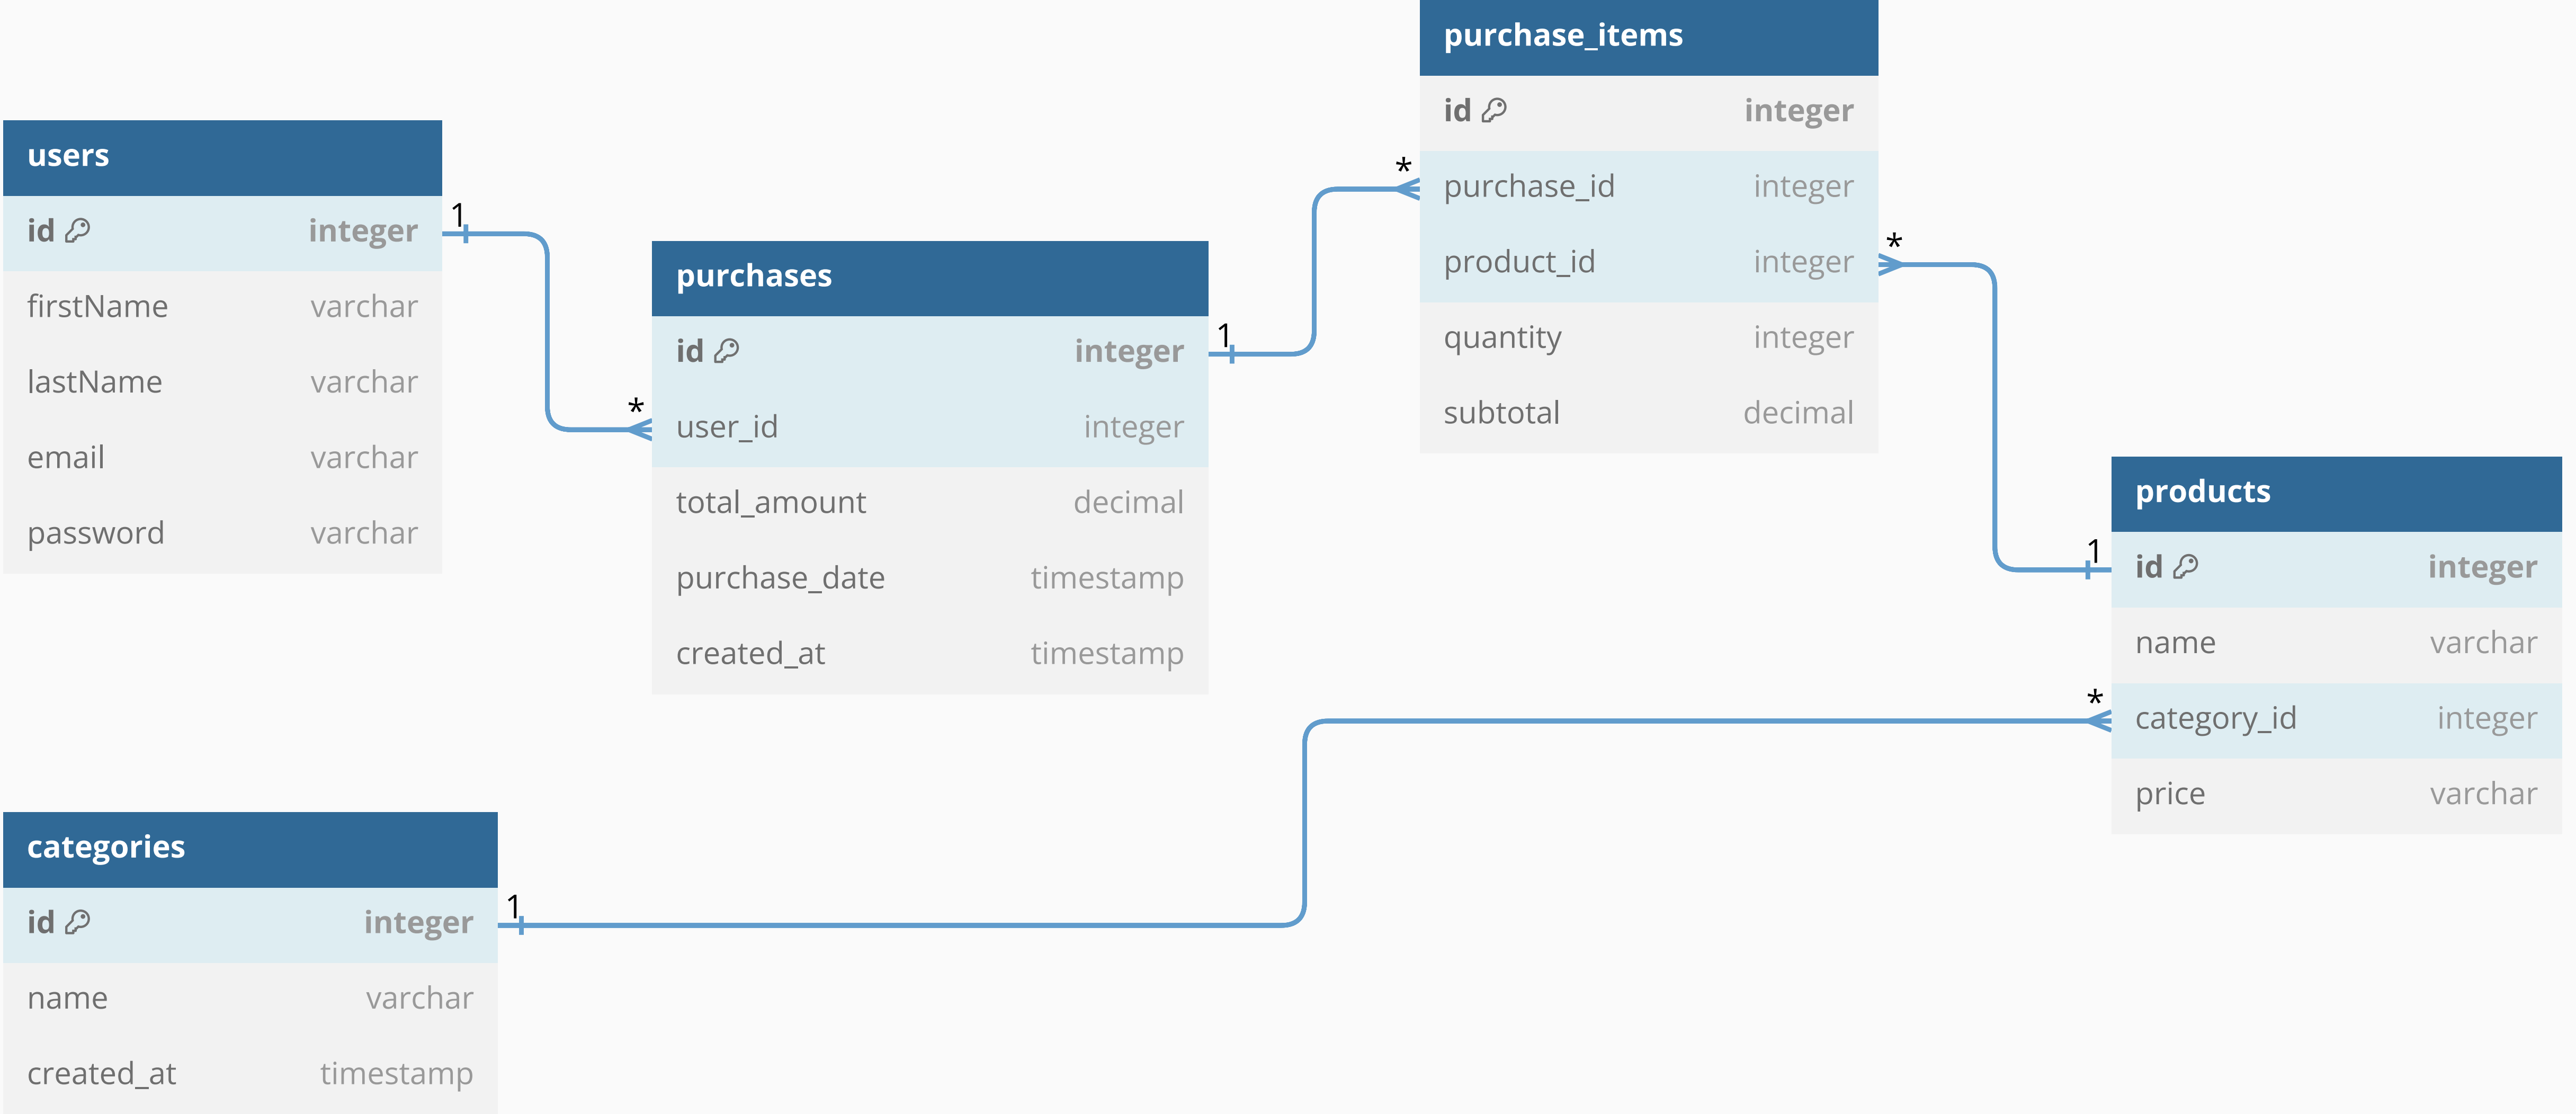 users
id integer
firstName varchar
lastName varchar
email varchar
password varchar
1
*
purchases
id integer
user_id integer
total_amount decimal
purchase_date timestamp
created_at timestamp
1
*
purchase_items
id integer
purchase_id integer
product_id integer
quantity integer
subtotal decimal
*
1
products
id integer
name varchar
category_id integer
price varchar
*
categories
id integer
name varchar
created_at timestamp
1